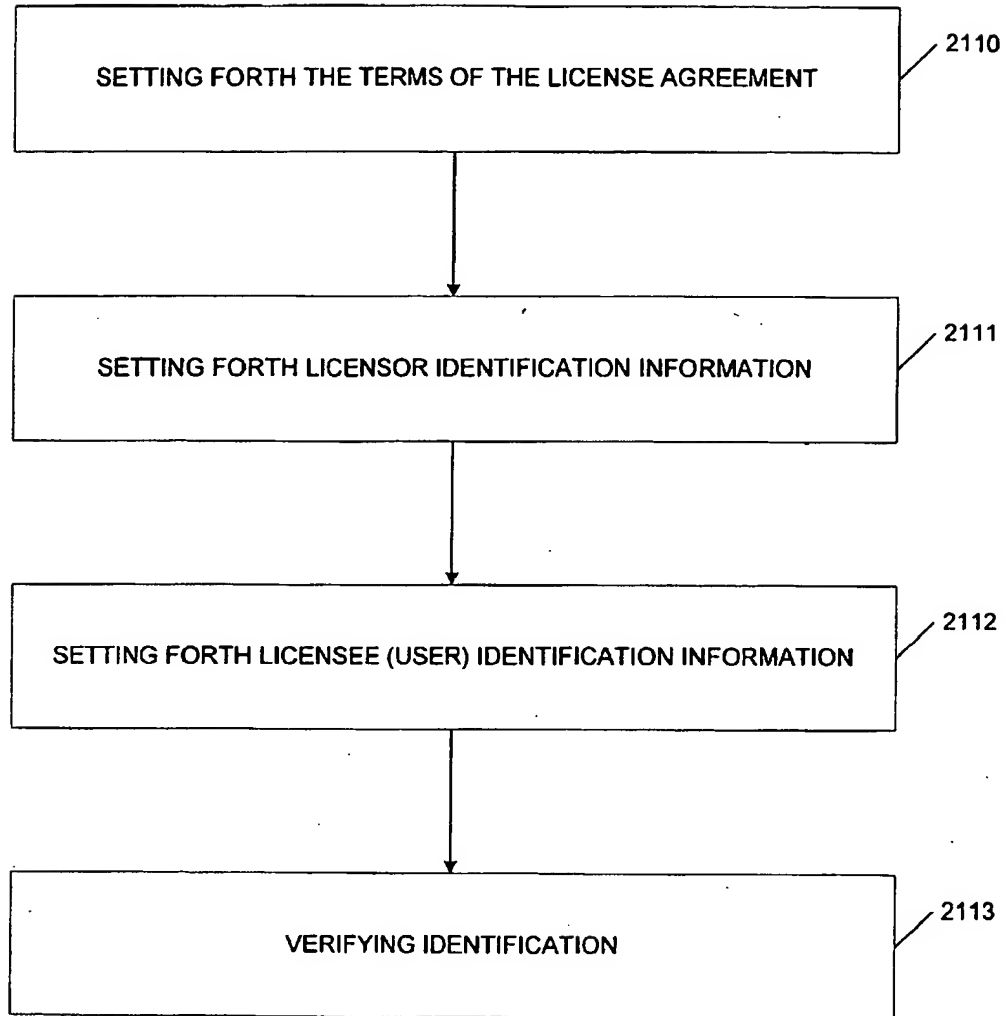 2110
SETTING FORTH THE TERMS OF THE LICENSE AGREEMENT
2111
SETTING FORTH LICENSOR IDENTIFICATION INFORMATION
2112
SETTING FORTH LICENSEE (USER) IDENTIFICATION INFORMATION
2113
VERIFYING IDENTIFICATION